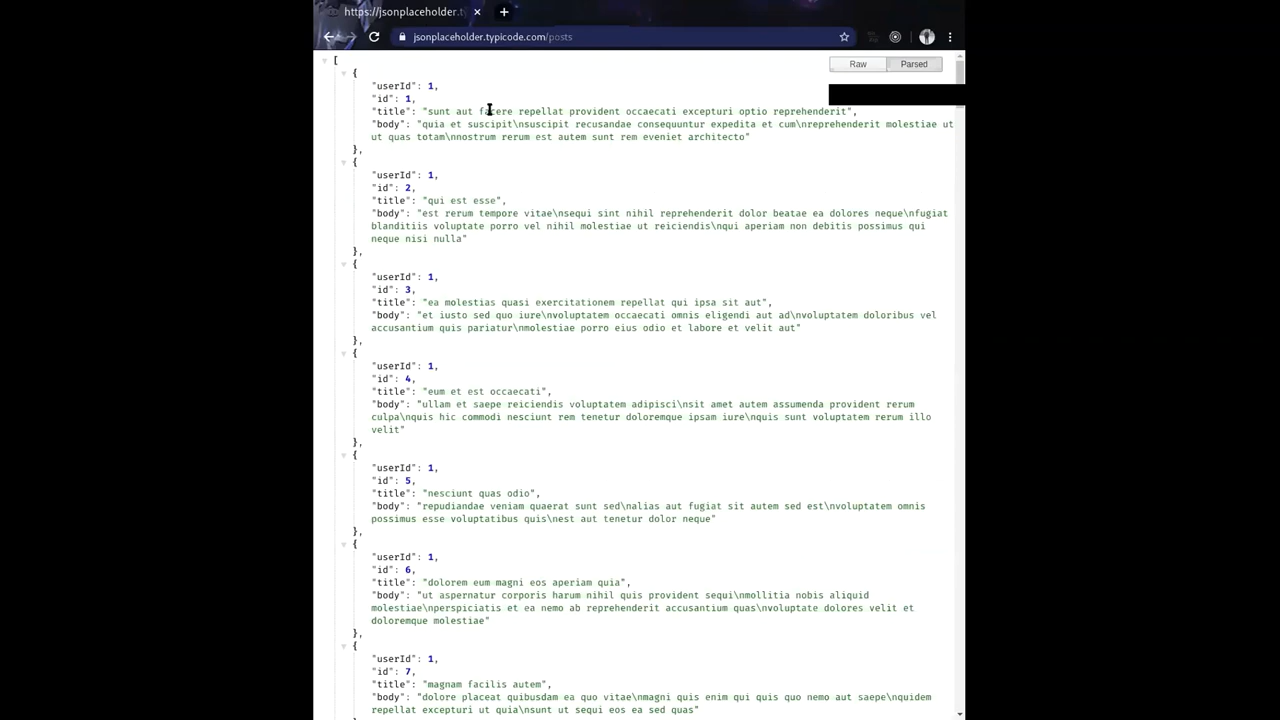 https://jsonplaceholder.ty
jsonplaceholder.typicode.com/posts
Raw Parsed
[
{
"userId": 1,
"id": 1,
"title": "sunt aut facere repellat provident occaecati excepturi optio reprehenderit",
"body": "quia et suscipit\nsuscipit recusandae consequuntur expedita et cum\nreprehenderit molestiae ut
ut quas totam\nnostrum rerum est autem sunt rem eveniet architecto"
},
{
"userId": 1,
"id": 2,
"title": "qui est esse",
"body": "est rerum tempore vitae\nsequi sint nihil reprehenderit dolor beatae ea dolores neque\nfugiat
blanditiis voluptate porro vel nihil molestiae ut reiciendis\nqui aperiam non debitis possimus qui
neque nisi nulla"
},
{
"userId": 1,
"id": 3,
"title": "ea molestias quasi exercitationem repellat qui ipsa sit aut",
"body": "et iusto sed quo iure\nvoluptatem occaecati omnis eligendi aut ad\nvoluptatem doloribus vel
accusantium quis pariatur\nmolestiae porro eius odio et labore et velit aut"
},
{
"userId": 1,
"id": 4,
"title": "eum et est occaecati",
"body": "ullam et saepe reiciendis voluptatem adipisci\nsit amet autem assumenda provident rerum
culpa\nquis hic commodi nesciunt rem tenetur doloremque ipsam iure\nquis sunt voluptatem rerum illo
velit"
},
{
"userId": 1,
"id": 5,
"title": "nesciunt quas odio",
"body": "repudiandae veniam quaerat sunt sed\nalias aut fugiat sit autem sed est\nvoluptatem omnis
possimus esse voluptatibus quis\nest aut tenetur dolor neque"
},
{
"userId": 1,
"id": 6,
"title": "dolorem eum magni eos aperiam quia",
"body": "ut aspernatur corporis harum nihil quis provident sequi\nmollitia nobis aliquid
molestiae\nperspiciatis et ea nemo ab reprehenderit accusantium quas\nvoluptate dolores velit et
doloremque molestiae"
},
{
"userId": 1,
"id": 7,
"title": "magnam facilis autem",
"body": "dolore placeat quibusdam ea quo vitae\nmagni quis enim qui quis quo nemo aut saepe\nquidem
repellat excepturi ut quia\nsunt ut sequi eos ea sed quas"